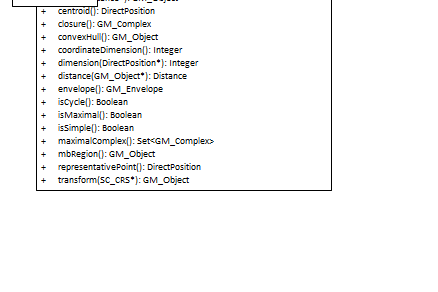 + centroid(): DirectPosition
+ closure(): GM_Complex
+ convexHull(): GM_Object
+ coordinateDimension(): Integer
+ dimension(DirectPosition*): Integer
+ distance(GM_Object*): Distance
+ envelope(): GM_Envelope
+ isCycle(): Boolean
+ isMaximal(): Boolean
+ isSimple(): Boolean
+ maximalComplex(): Set<GM_Complex>
+ mbRegion(): GM_Object
+ representativePoint(): DirectPosition
+ transform(SC_CRS*): GM_Object